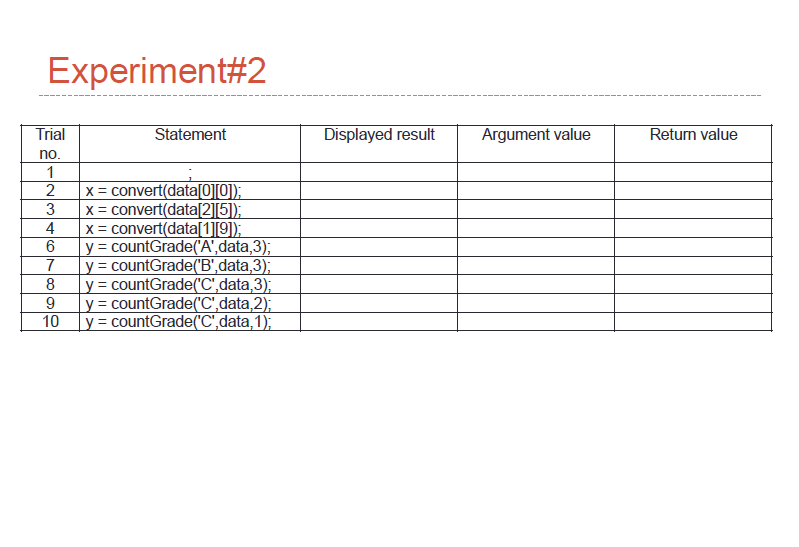 Experiment#2
Trial no. Statement Displayed result Argument value Return value
1 ;
2 x = convert(data[0][0]);
3 x = convert(data[2][5]);
4 x = convert(data[1][9]);
6 y = countGrade('A',data,3);
7 y = countGrade('B',data,3);
8 y = countGrade('C',data,3);
9 y = countGrade('C',data,2);
10 y = countGrade('C',data,1);